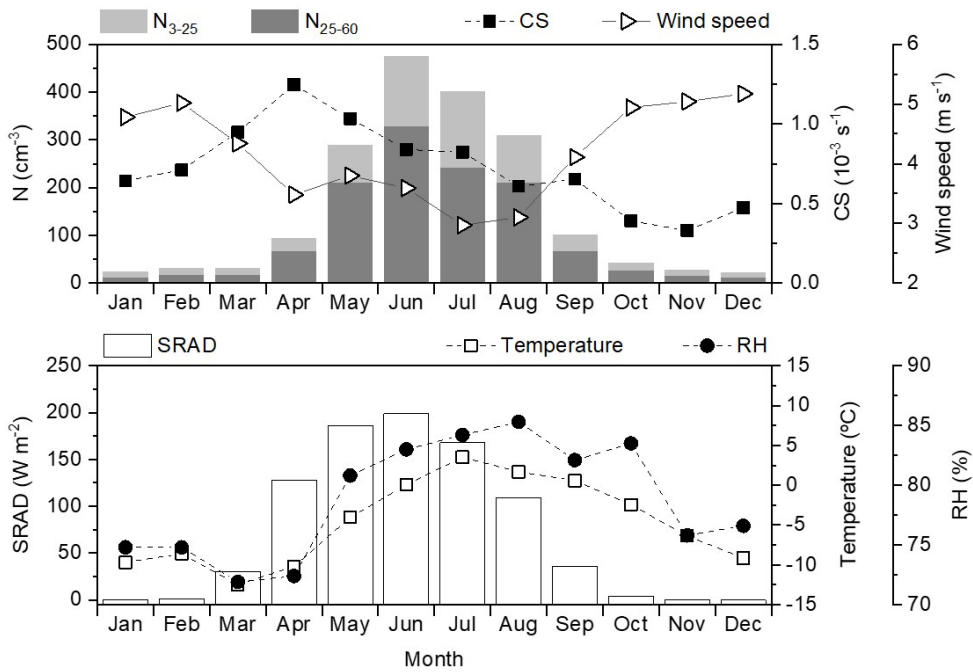 N3-25 N25-60 CS Wind speed
500 1.5 6
400 5
300 1.0
4
200
0.5
100 3
0 0.0 2
N (cm-3)
CS (10-3 s-1)
Wind speed (m s-1)
Jan Feb Mar Apr May Jun Jul Aug Sep Oct Nov Dec
SRAD Temperature RH
250 15 90
200 10
85
150 5
0 80
100
-5
50 75
-10
0 -15 70
SRAD (W m-2)
Temperature (ºC)
RH (%)
Jan Feb Mar Apr May Jun Jul Aug Sep Oct Nov Dec
Month